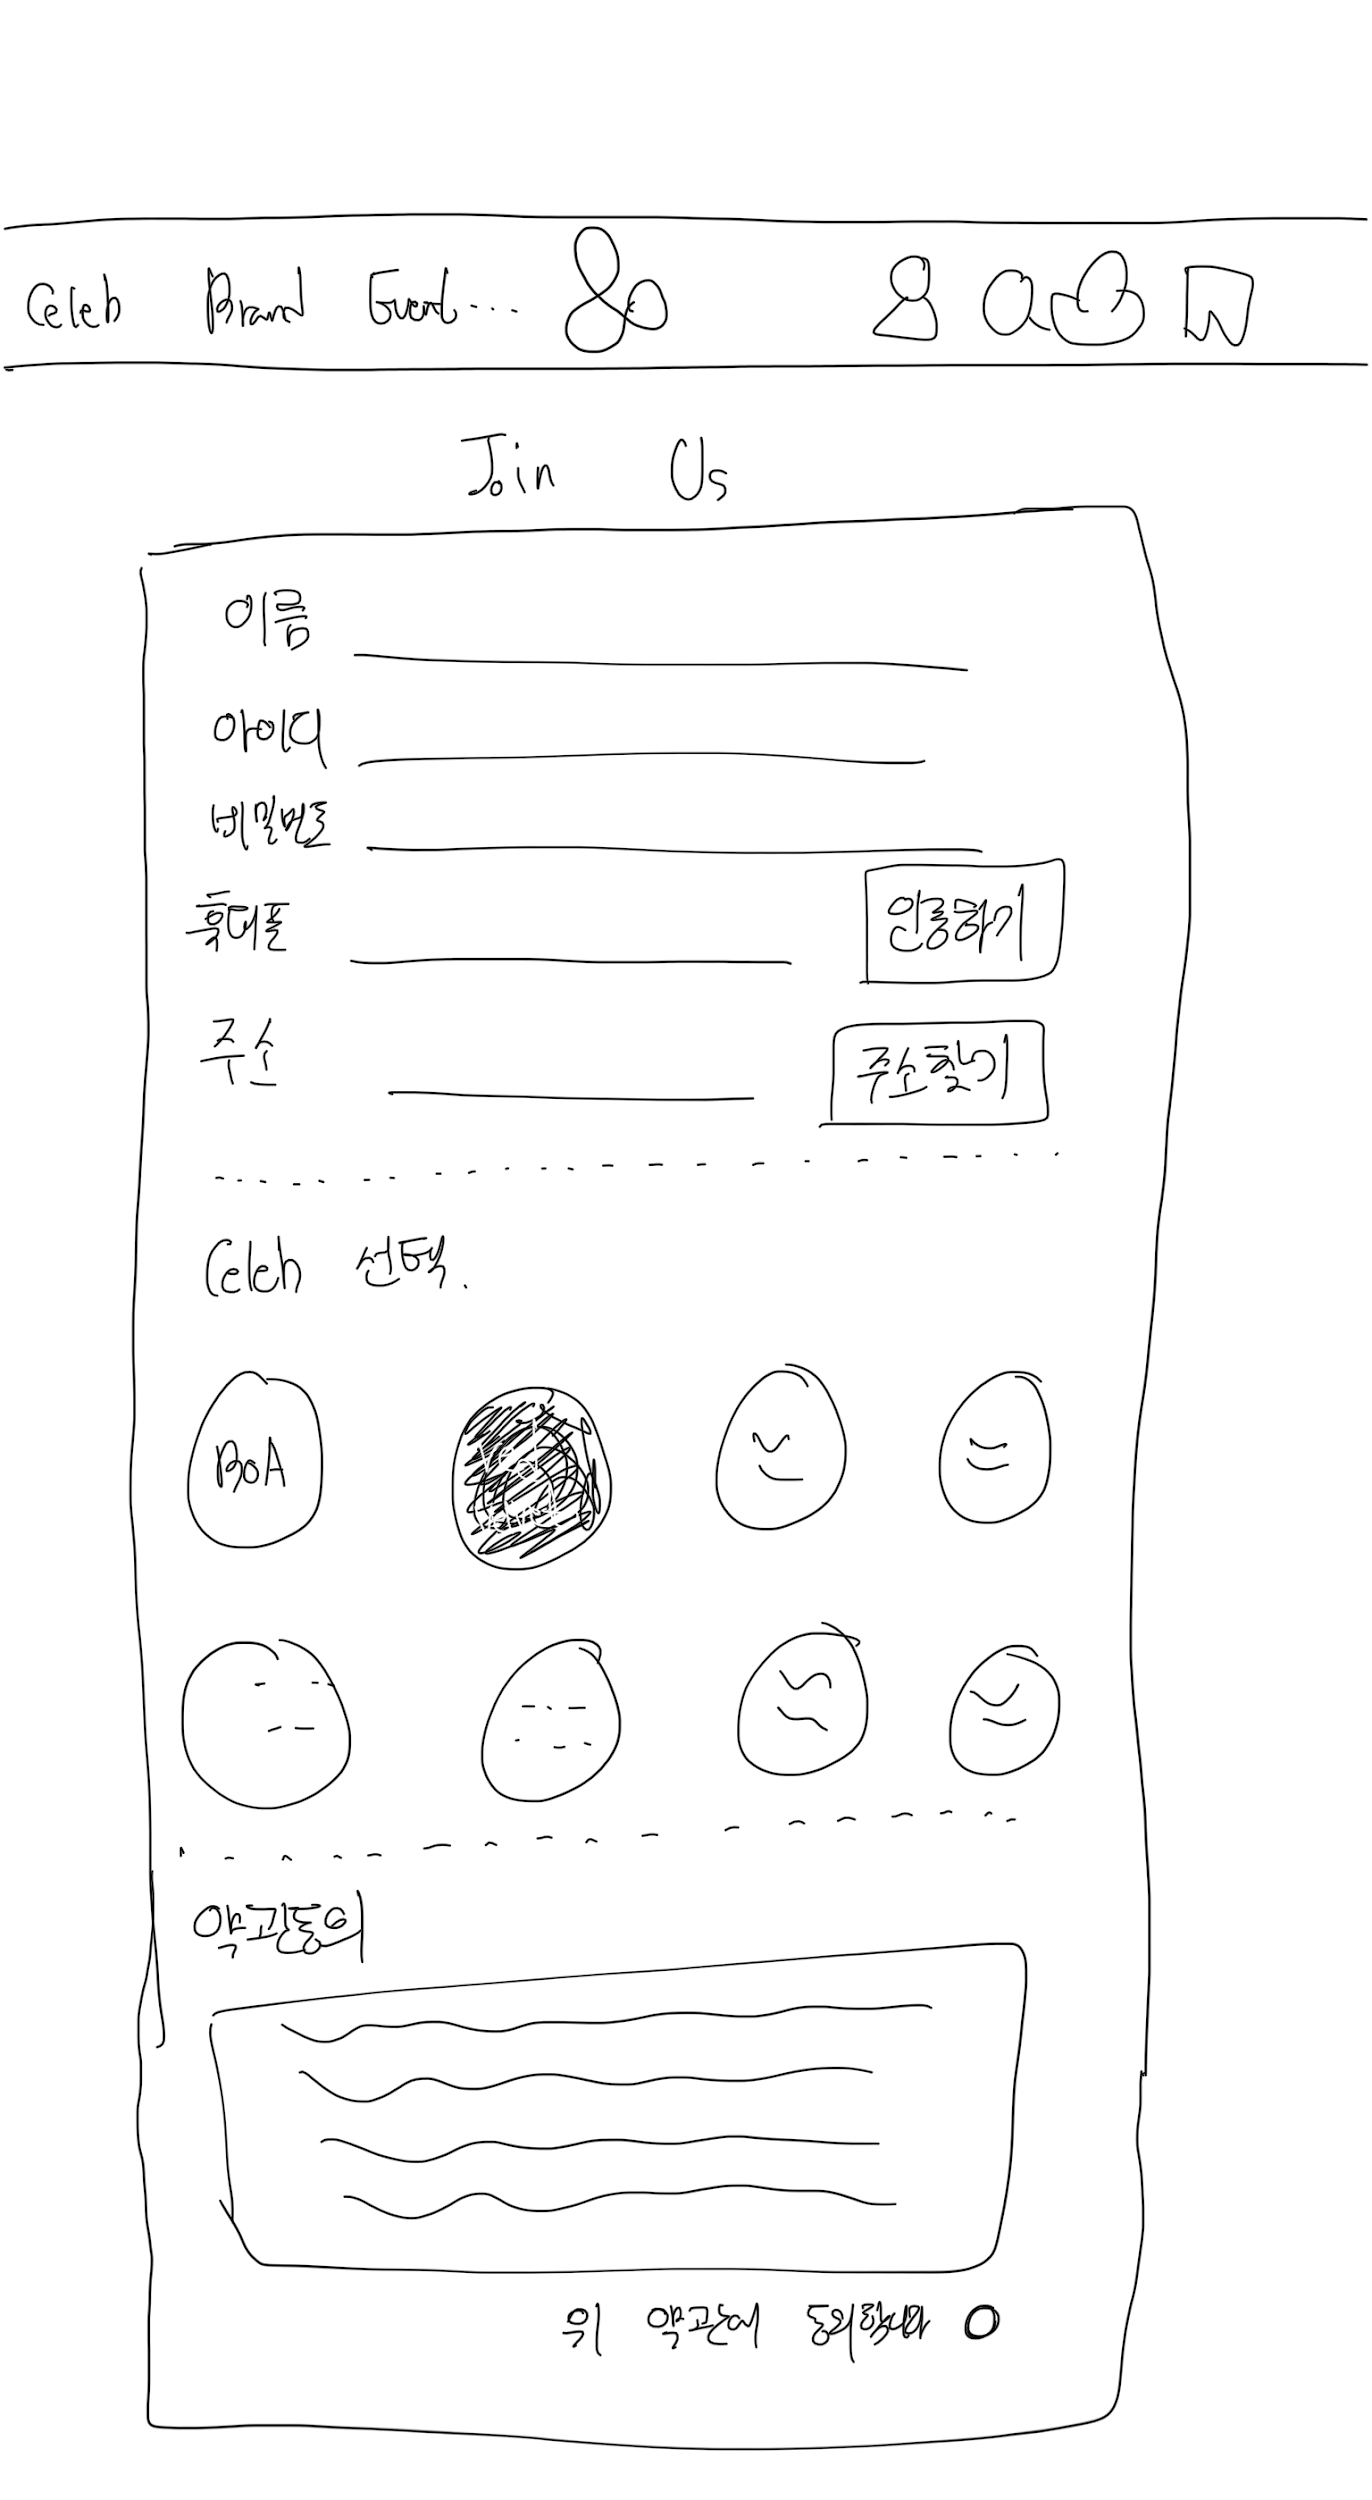 Celeb Brand Event...
Join Us
이름
아이디
비밀번호
휴대폰 인증하기
주소 주소찾기
Celeb 선택.
BoA
약관동의
위 약관에 동의합니다